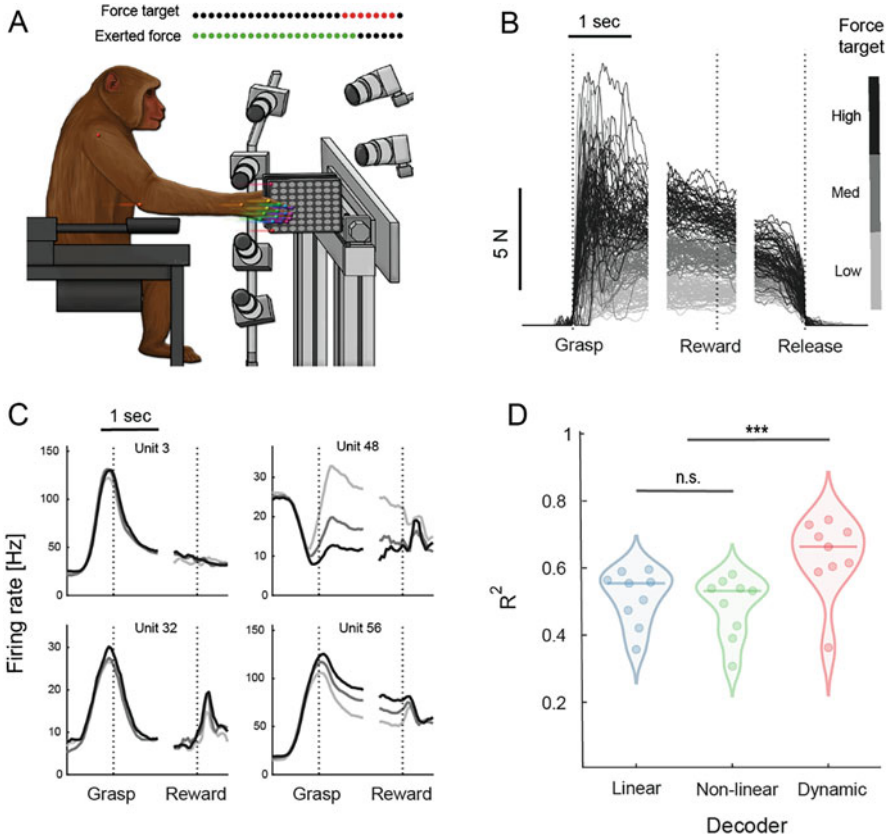 A
Force target
Exerted force
B
1 sec
Force
target
High
Med
Low
5 N
Grasp
Reward
Release
C
1 sec
Firing rate [Hz]
Unit 3
150
100
50
0
Unit 48
30
20
10
0
Unit 32
30
20
10
0
Unit 56
150
100
50
0
Grasp
Reward
Grasp
Reward
D
***
n.s.
R2
1
0.8
0.6
0.4
0.2
Linear
Non-linear
Dynamic
Decoder